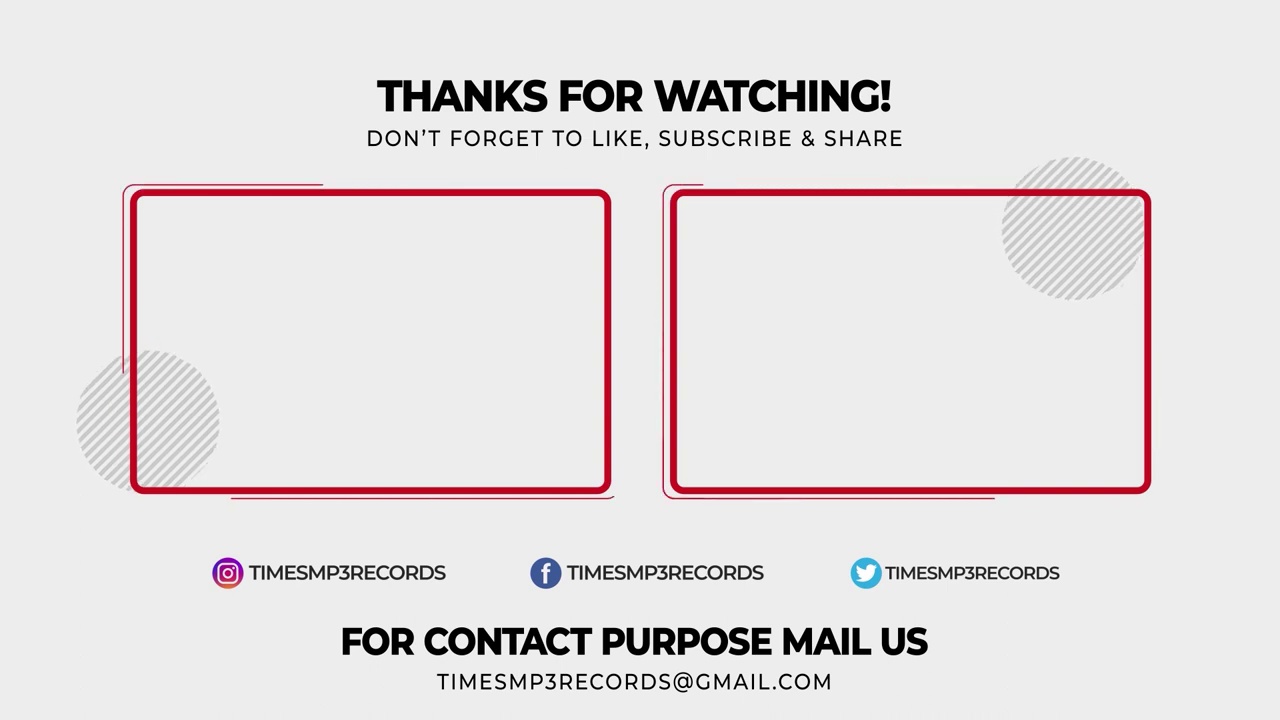 THANKS FOR WATCHING!
DON'T FORGET TO LIKE, SUBSCRIBE & SHARE
TIMESMP3RECORDS TIMESMP3RECORDS TIMESMP3RECORDS
FOR CONTACT PURPOSE MAIL US
TIMESMP3RECORDS@GMAIL.COM